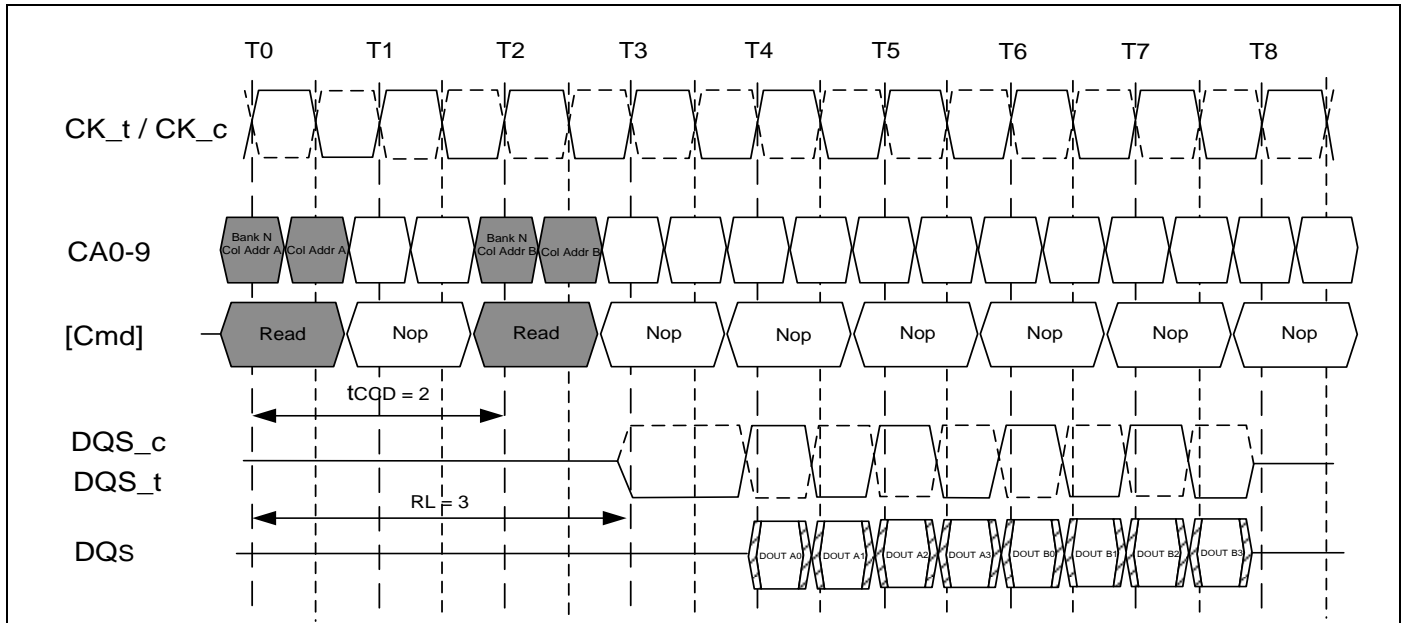 T0 T1 T2 T3 T4 T5 T6 T7 T8
CK_t / CK_c
Bank N Bank N
CA0-9 Col Addr A Col Addr A Col Addr B Col Addr B
[Cmd] Read Nop Read Nop Nop Nop Nop Nop Nop
tCCD = 2
DQS_c
DQS_t
RL = 3
DQs DOUT A0 DOUT A1 DOUT A2 DOUT A3 DOUT B0 DOUT B1 DOUT B2 DOUT B3